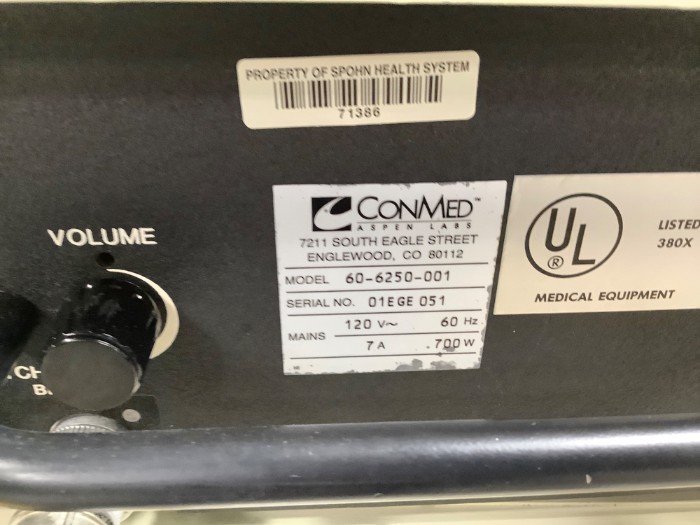 PROPERTY OF SPOHN HEALTH SYSTEM
71386
VOLUME
CONMED™
ASPEN LABS
7211 SOUTH EAGLE STREET
ENGLEWOOD, CO 80112
MODEL 60-6250-001
SERIAL NO. 01EGE 051
MAINS
120 V~ 60 Hz
7 A .700 W
UL
®
LISTED
380X
MEDICAL EQUIPMENT